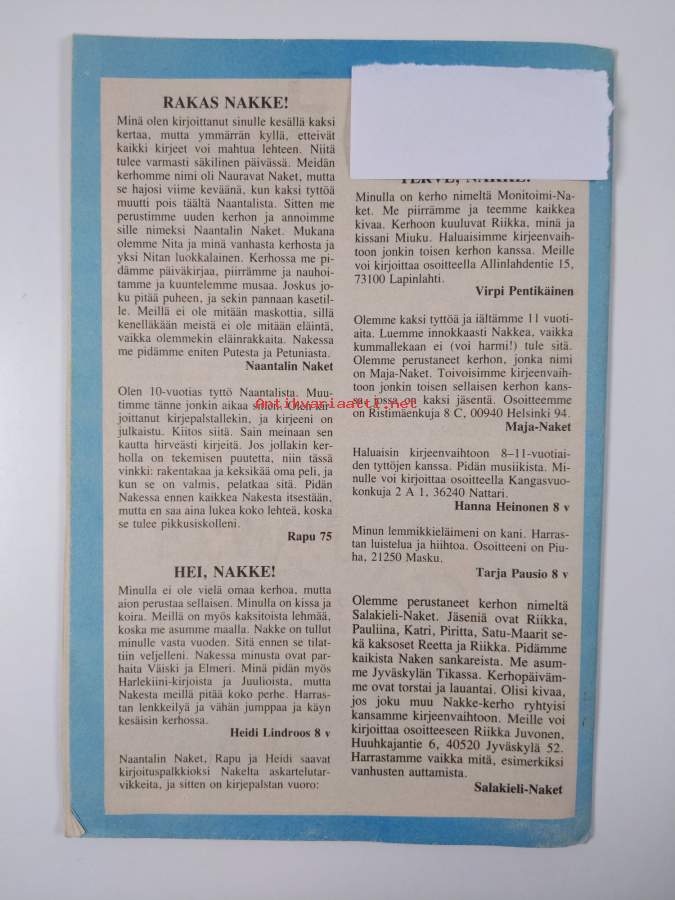 RAKAS NAKKE!
Minä olen kirjoittanut sinulle kesällä kaksi
kertaa, mutta ymmärrän kyllä, etteivät
kaikki kirjeet voi mahtua lehteen. Niitä
tulee varmasti säkilinen päivässä. Meidän
kerhomme nimi oli Nauravat Naket, mutta
se hajosi viime keväänä, kun kaksi tyttöä
muutti pois täältä Naantalista. Sitten me
perustimme uuden kerhon ja annoimme
sille nimeksi Naantalin Naket. Mukana
olemme Nita ja minä vanhasta kerhosta ja
yksi Nitan luokkalainen. Kerhossa me pi-
dämme päiväkirjaa, piirrämme ja nauhoi-
tamme ja kuuntelemme musaa. Joskus jo-
ku pitää puheen, ja sekin pannaan kasetil-
le. Meillä ei ole mitään maskottia, sillä
kenelläkään meistä ei ole mitään eläintä,
vaikka olemmekin eläinrakkaita. Nakessa
me pidämme eniten Putesta ja Petuniasta.
Naantalin Naket
Olen 10-vuotias tyttö Naantalista. Muu-
timme tänne jonkin aikaa sitten. Olen kir-
joittanut kirjepalstallekin, ja kirjeeni on
julkaistu. Kiitos siitä. Sain meinaan sen
kautta hirveästi kirjeitä. Jos jollakin ker-
holla on tekemisen puutetta, niin tässä
vinkki: rakentakaa ja keksikää oma peli, ja
kun se on valmis, pelatkaa sitä. Pidän
Nakessa ennen kaikkea Nakesta itsestään,
mutta en saa aina lukea koko lehteä, koska
se tulee pikkusiskolleni.
Rapu 75
HEI, NAKKE!
Minulla ei ole vielä omaa kerhoa, mutta
aion perustaa sellaisen. Minulla on kissa ja
koira. Meillä on myös kaksitoista lehmää,
koska me asumme maalla. Nakke on tullut
minulle vasta vuoden. Sitä ennen se tilat-
tiin veljelleni. Nakessa minusta ovat par-
haita Väiski ja Elmeri. Minä pidän myös
Harlekiini-kirjoista ja Juulioista, mutta
Nakesta meillä pitää koko perhe. Harras-
tan lenkkeilyä ja vähän jumppaa ja käyn
kesäisin kerhossa.
Heidi Lindroos 8 v
Naantalin Naket, Rapu ja Heidi saavat
kirjoituspalkkioksi Nakelta askartelutar-
vikkeita, ja sitten on kirjepalstan vuoro:
TERVE, NAKKE!
Minulla on kerho nimeltä Monitoimi-Na-
ket. Me piirrämme ja teemme kaikkea
kivaa. Kerhoon kuuluvat Riikka, minä ja
kissani Miuku. Haluaisimme kirjeenvaih-
toon jonkin toisen kerhon kanssa. Meille
voi kirjoittaa osoitteella Allinlahdentie 15,
73100 Lapinlahti.
Virpi Pentikäinen
Olemme kaksi tyttöä ja iältämme 11 vuoti-
aita. Luemme innokkaasti Nakkea, vaikka
kummallekaan ei (voi harmi!) tule sitä.
Olemme perustaneet kerhon, jonka nimi
on Maja-Naket. Toivoisimme kirjeenvaih-
toon jonkin toisen sellaisen kerhon kans-
sa, jossa on kaksi jäsentä. Osoitteemme
on Ristimäenkuja 8 C, 00940 Helsinki 94.
Maja-Naket
Haluaisin kirjeenvaihtoon 8–11-vuotiai-
den tyttöjen kanssa. Pidän musiikista. Mi-
nulle voi kirjoittaa osoitteella Kangasvuo-
konkuja 2 A 1, 36240 Nattari.
Hanna Heinonen 8 v
Minun lemmikkieläimeni on kani. Harras-
tan luistelua ja hiihtoa. Osoitteeni on Piu-
ha, 21250 Masku.
Tarja Pausio 8 v
Olemme perustaneet kerhon nimeltä
Salakieli-Naket. Jäseniä ovat Riikka,
Pauliina, Katri, Piritta, Satu-Maarit se-
kä kaksoset Reetta ja Riikka. Pidämme
kaikista Naken sankareista. Me asum-
me Jyväskylän Tikassa. Kerhopäiväm-
me ovat torstai ja lauantai. Olisi kivaa,
jos joku muu Nakke-kerho ryhtyisi
kansamme kirjeenvaihtoon. Meille voi
kirjoittaa osoitteeseen Riikka Juvonen,
Huuhkajantie 6, 40520 Jyväskylä 52.
Harrastamme vaikka mitä, esimerkiksi
vanhusten auttamista.
Salakieli-Naket
Antikvariaatti.net